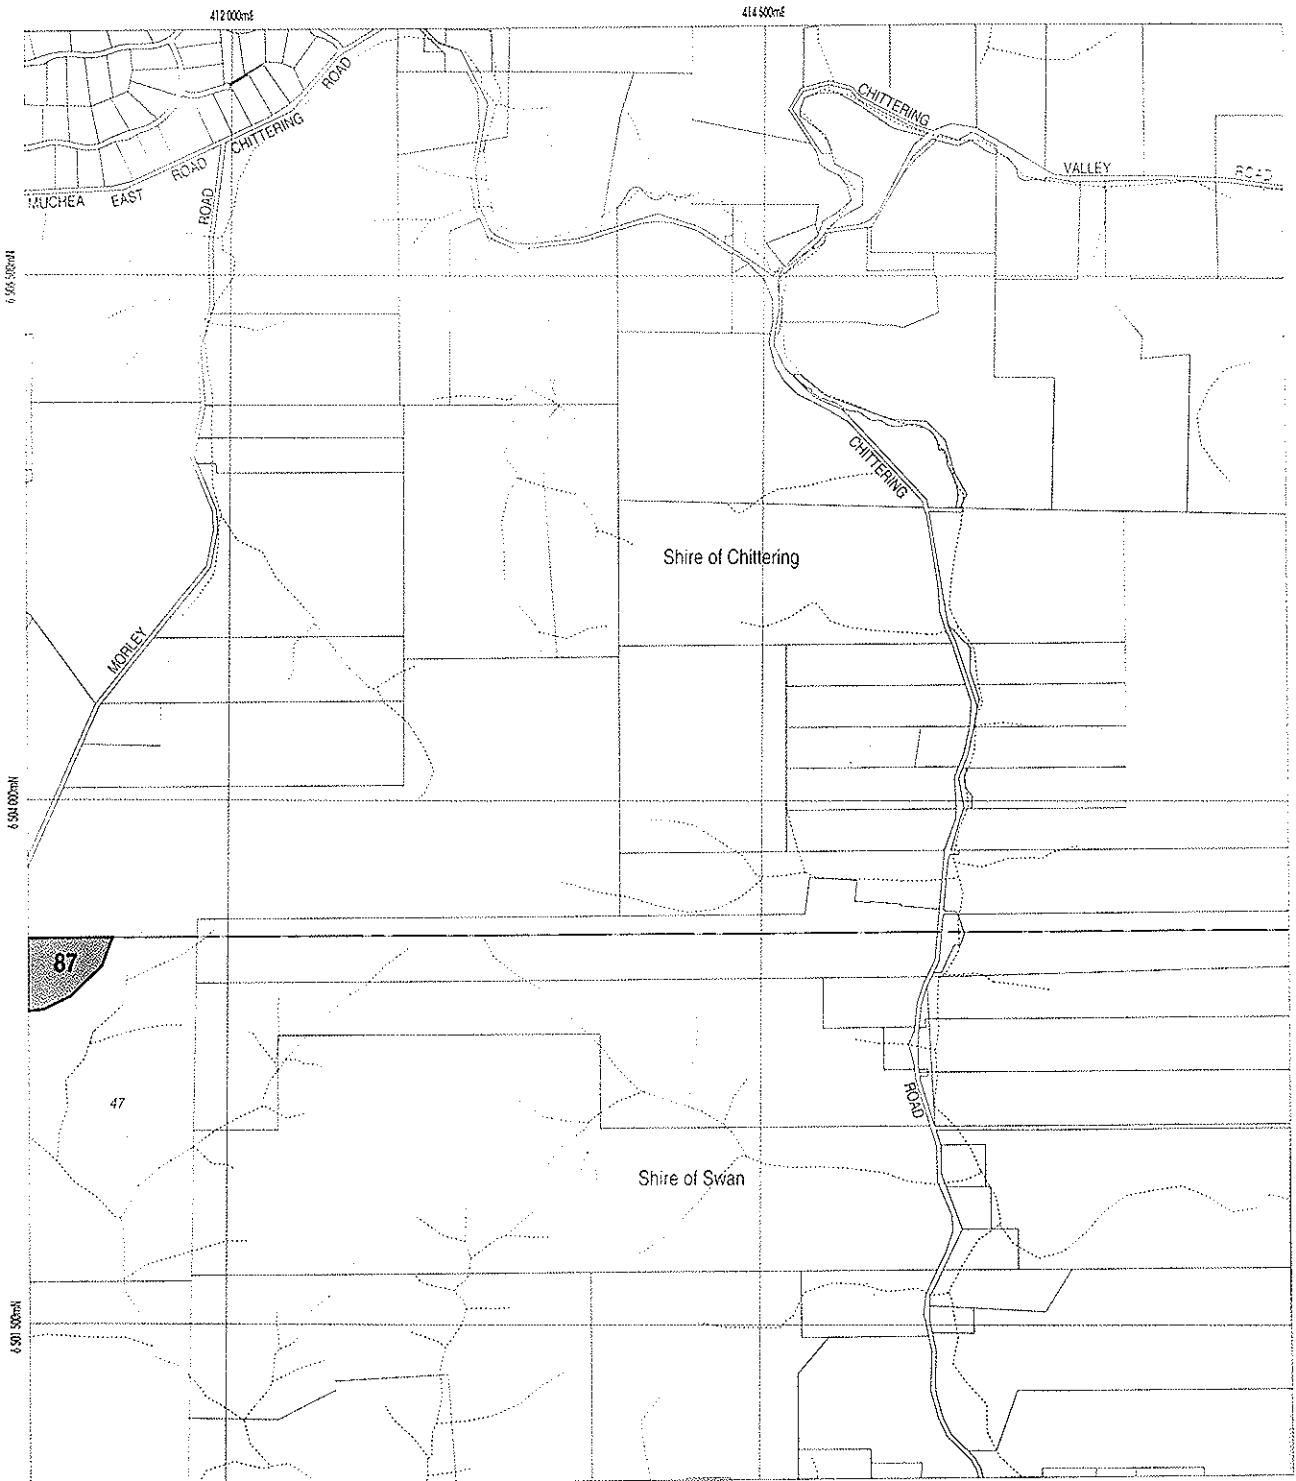 412 000mE
414 500mE
ROAD
CHITTERING
CHITTERING
ROAD
VALLEY
ROAD
MUCHEA EAST
ROAD
6 506 500mN
CHITTERING
Shire of Chittering
MORLEY
6 504 000mN
87
47
ROAD
Shire of Swan
6 501 500mN